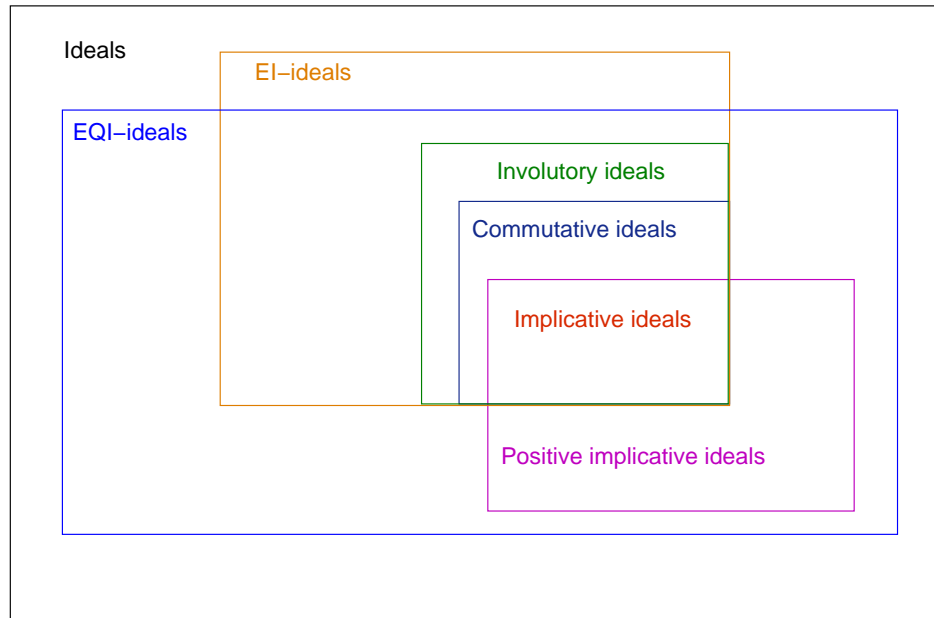 Ideals
EI−ideals
EQI−ideals
Involutory ideals
Commutative ideals
Implicative ideals
Positive implicative ideals